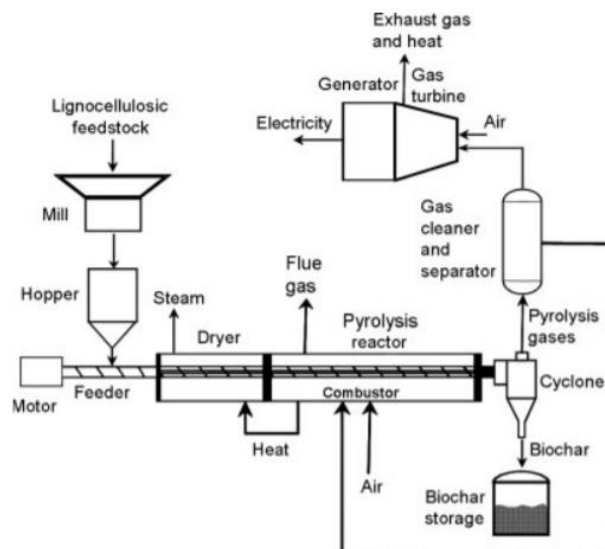 Exhaust gas
and heat
Generator
Gas
turbine
Lignocellulosic
feedstock
Electricity
Air
Mill
Gas
cleaner
and
separator
Hopper
Flue
gas
Steam
Pyrolysis
gases
Dryer
Pyrolysis
reactor
Cyclone
Motor
Feeder
Combustor
Heat
Air
Biochar
Biochar
storage